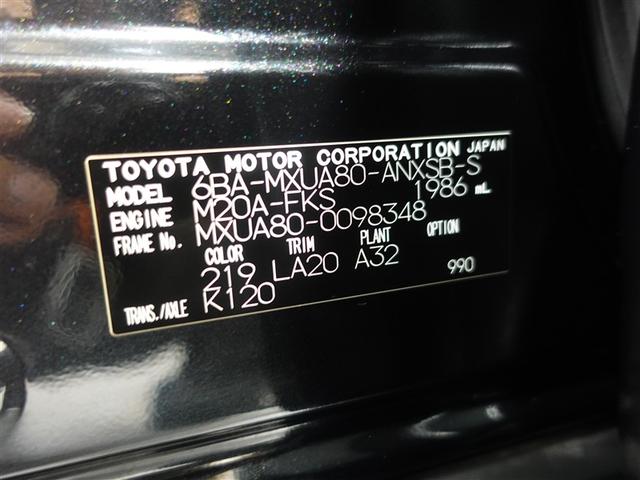 TOYOTA MOTOR CORPORATION JAPAN
MODEL 6BA-MXUA80-ANXSB-S
ENGINE M20A-FKS 1986 mL
FRAME No. MXUA80-0098348
COLOR TRIM PLANT OPTION
219 LA20 A32 990
TRANS./AXLE K120